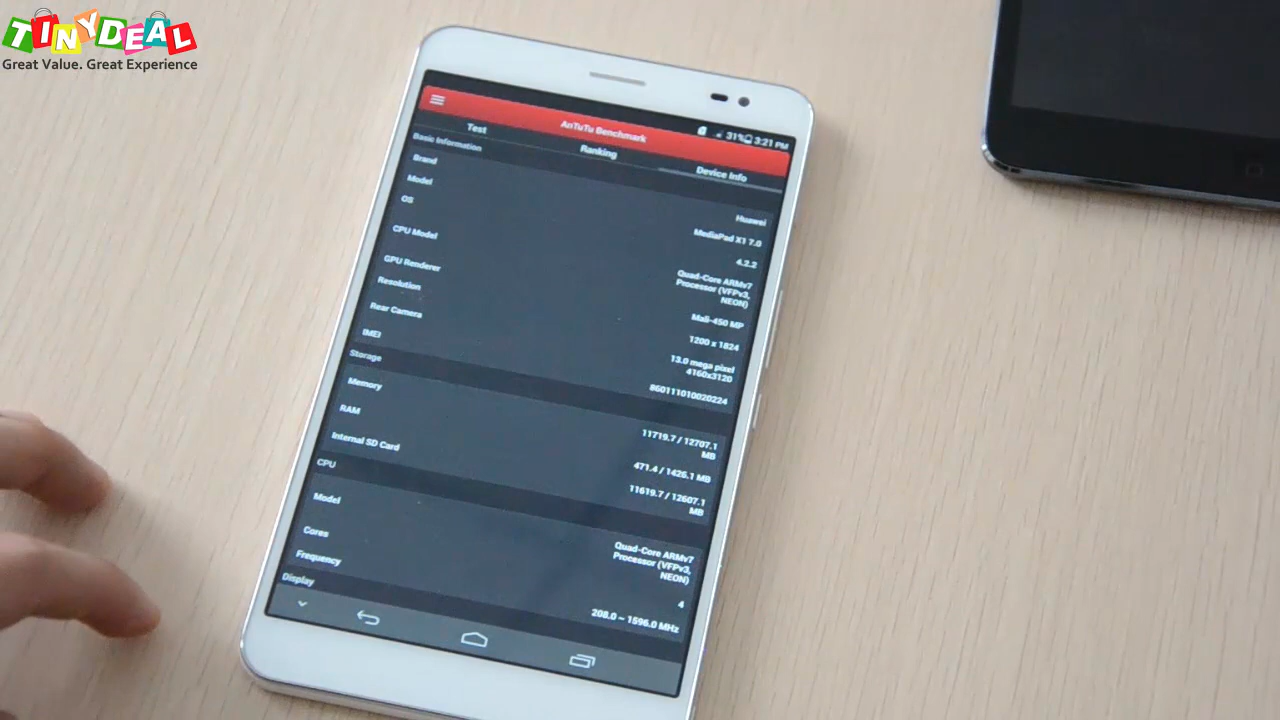 TINYDEAL
Great Value. Great Experience
31% 3:21 PM
AnTuTu Benchmark
Test Ranking Device Info
Basic Information
Brand Huawei
Model MediaPad X1 7.0
OS 4.2.2
CPU Model Quad-Core ARMv7
Processor (VFPv3,
NEON)
GPU Renderer Mali-450 MP
Resolution 1200 x 1824
Rear Camera 13.0 mega pixel
4160x3120
IMEI 860111010020224
Storage
Memory 11719.7 / 12707.1
MB
RAM 471.4 / 1426.1 MB
Internal SD Card 11619.7 / 12607.1
MB
CPU
Model Quad-Core ARMv7
Processor (VFPv3,
NEON)
Cores 4
Frequency 208.0 ~ 1596.0 MHz
Display